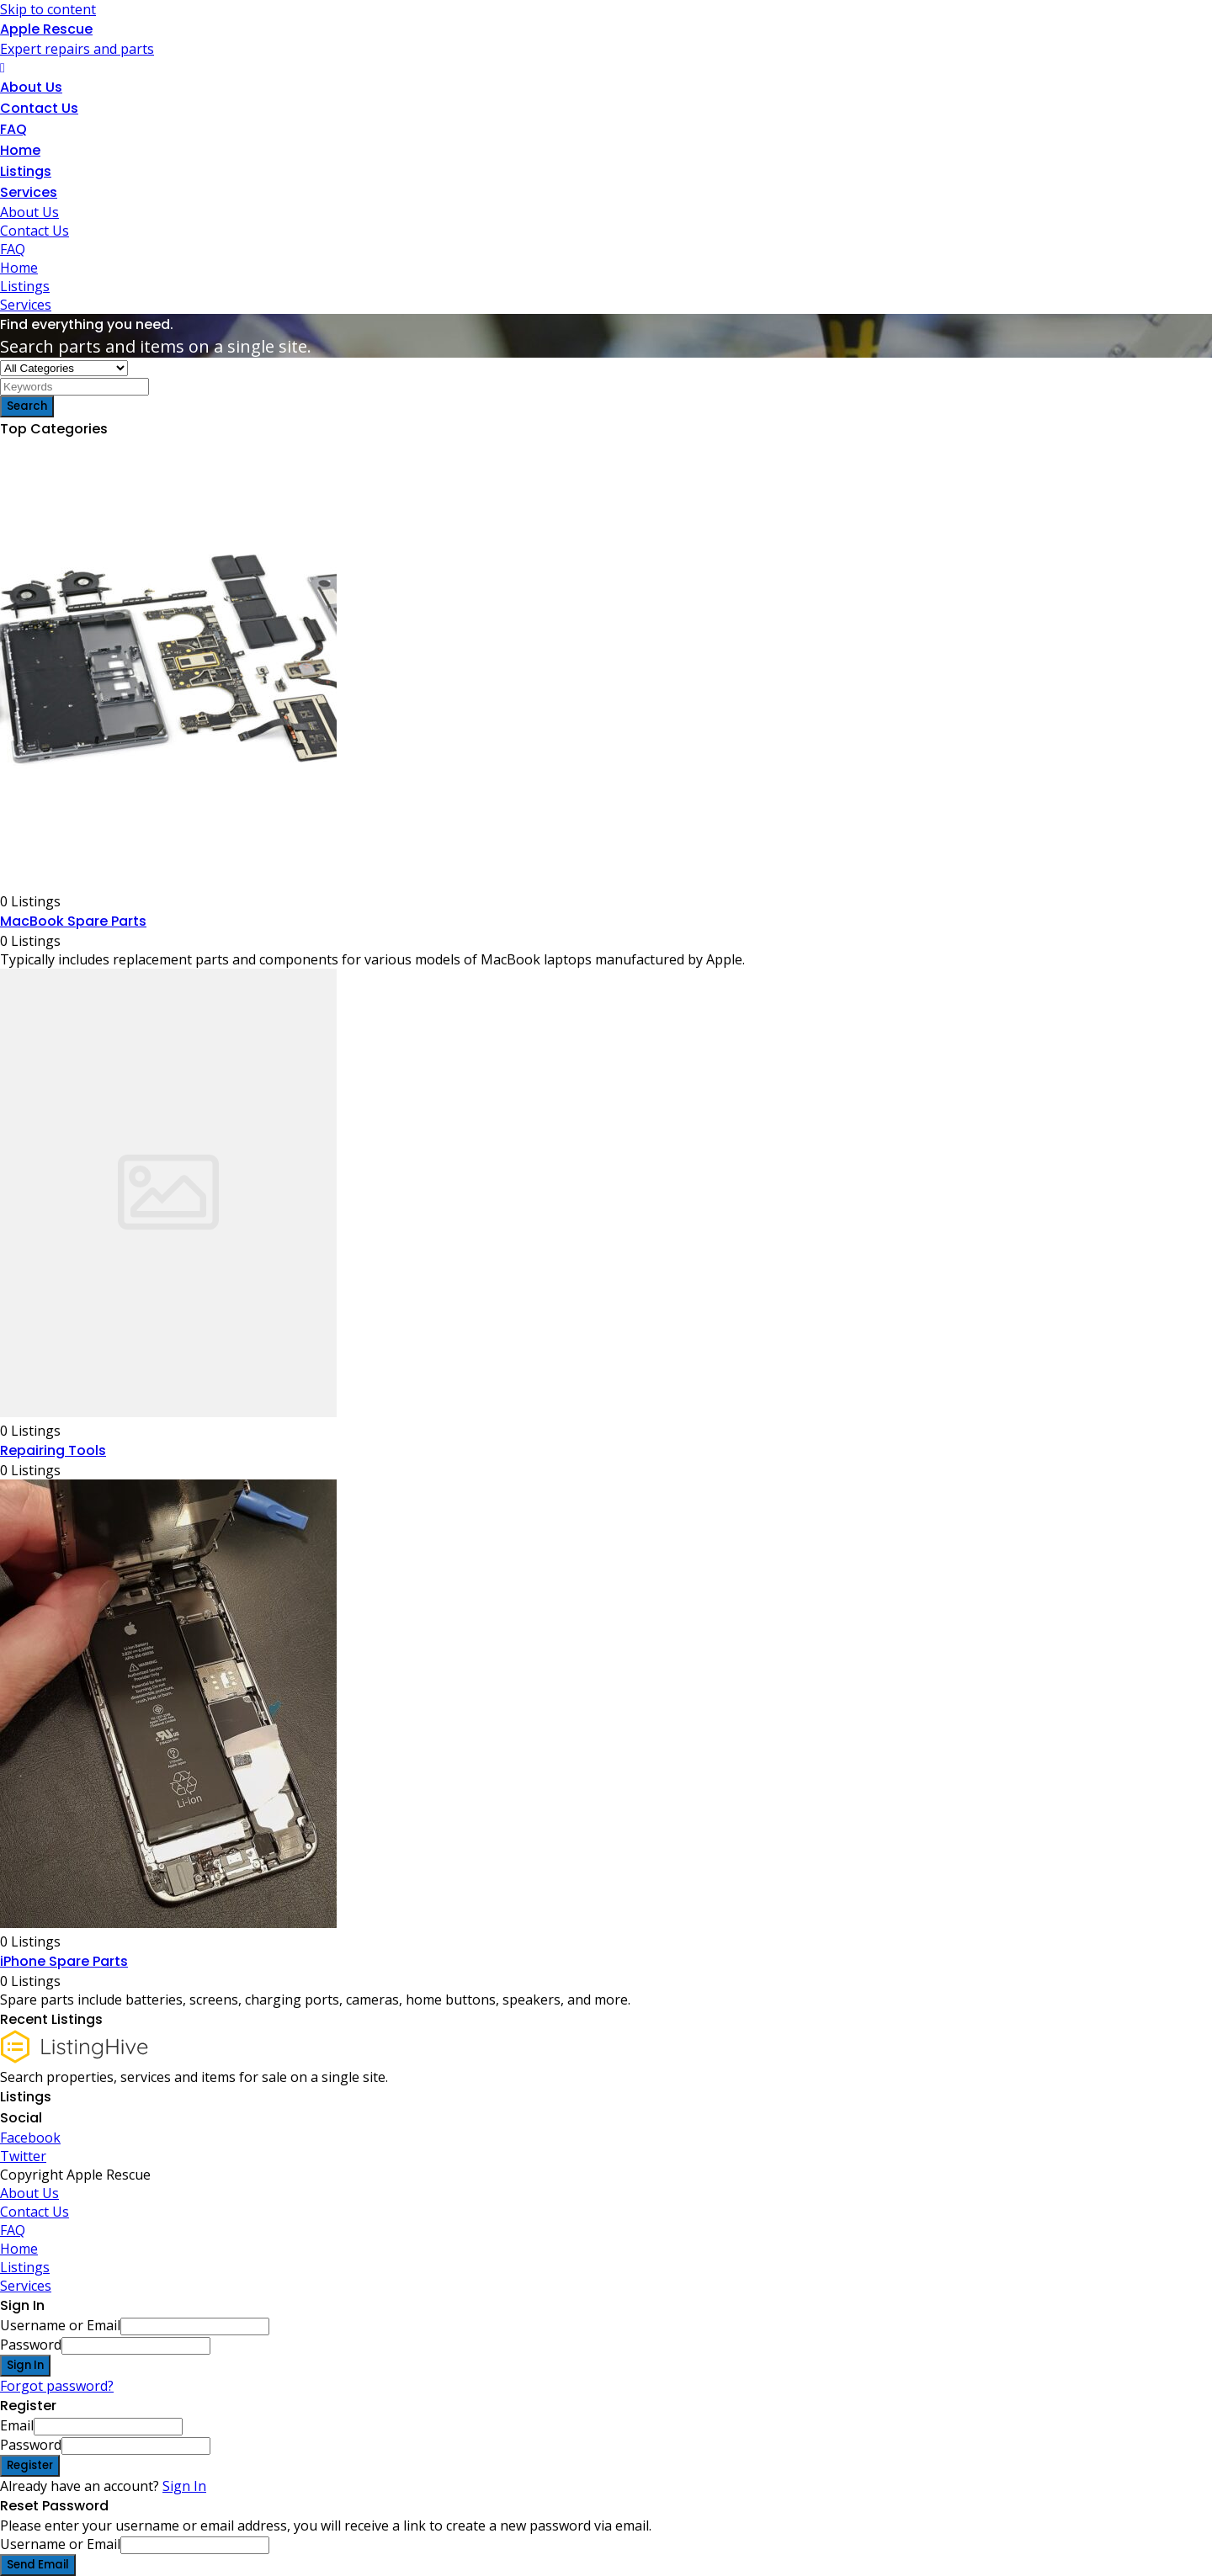 Skip to content
Apple Rescue
Expert repairs and parts
About Us
Contact Us
FAQ
Home
Listings
Services
About Us
Contact Us
FAQ
Home
Listings
Services
Find everything you need.
Search parts and items on a single site.
All Categories
Keywords
Search
Top Categories
0 Listings
MacBook Spare Parts
0 Listings
Typically includes replacement parts and components for various models of MacBook laptops manufactured by Apple.
0 Listings
Repairing Tools
0 Listings
Li-ion
0 Listings
iPhone Spare Parts
0 Listings
Spare parts include batteries, screens, charging ports, cameras, home buttons, speakers, and more.
Recent Listings
ListingHive
Search properties, services and items for sale on a single site.
Listings
Social
Facebook
Twitter
Copyright Apple Rescue
About Us
Contact Us
FAQ
Home
Listings
Services
Sign In
Username or Email
Password
Sign In
Forgot password?
Register
Email
Password
Register
Already have an account? Sign In
Reset Password
Please enter your username or email address, you will receive a link to create a new password via email.
Username or Email
Send Email